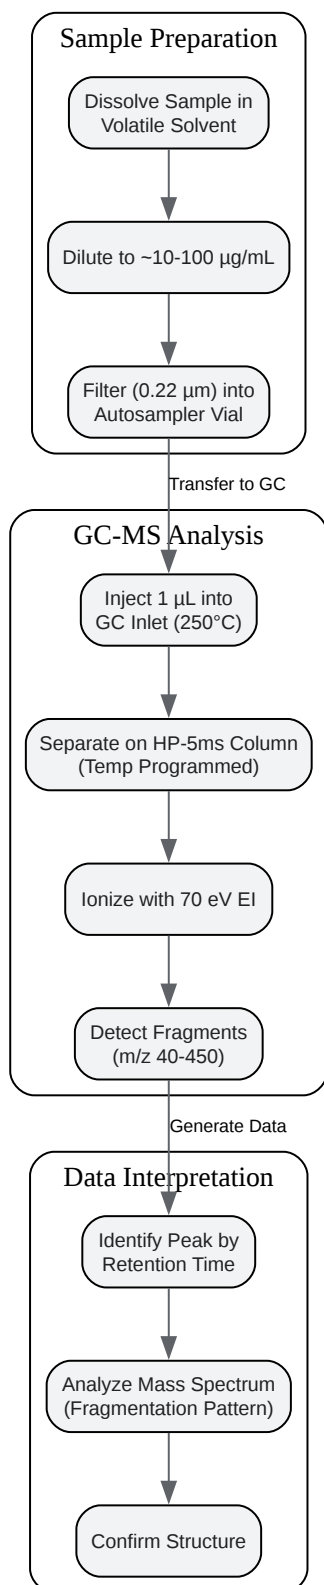 Sample Preparation
Dissolve Sample in
Volatile Solvent
Dilute to ~10-100 µg/mL
Filter (0.22 µm) into
Autosampler Vial
Transfer to GC
GC-MS Analysis
Inject 1 µL into
GC Inlet (250°C)
Separate on HP-5ms Column
(Temp Programmed)
Ionize with 70 eV EI
Detect Fragments
(m/z 40-450)
Generate Data
Data Interpretation
Identify Peak by
Retention Time
Analyze Mass Spectrum
(Fragmentation Pattern)
Confirm Structure